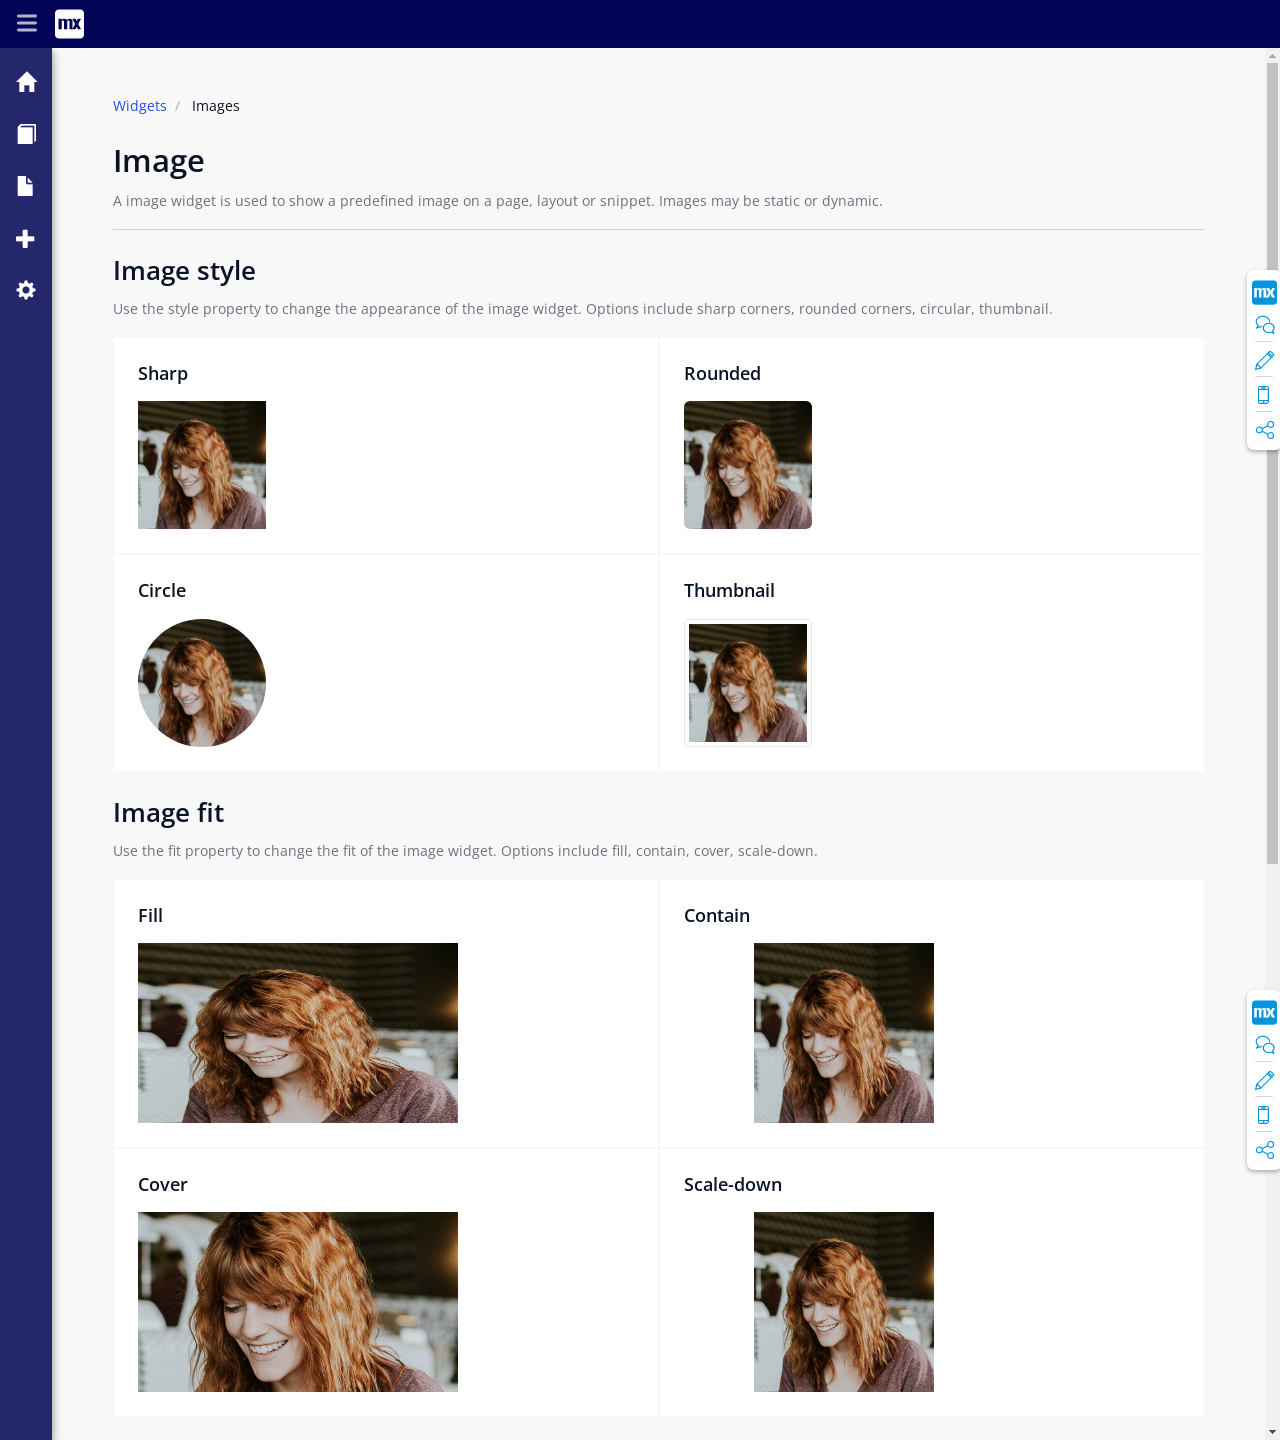 mx
Widgets / Images
Image
A image widget is used to show a predefined image on a page, layout or snippet. Images may be static or dynamic.
Image style
Use the style property to change the appearance of the image widget. Options include sharp corners, rounded corners, circular, thumbnail.
mx
Sharp
Rounded
Circle
Thumbnail
Image fit
Use the fit property to change the fit of the image widget. Options include fill, contain, cover, scale-down.
Fill
Contain
mx
Cover
Scale-down